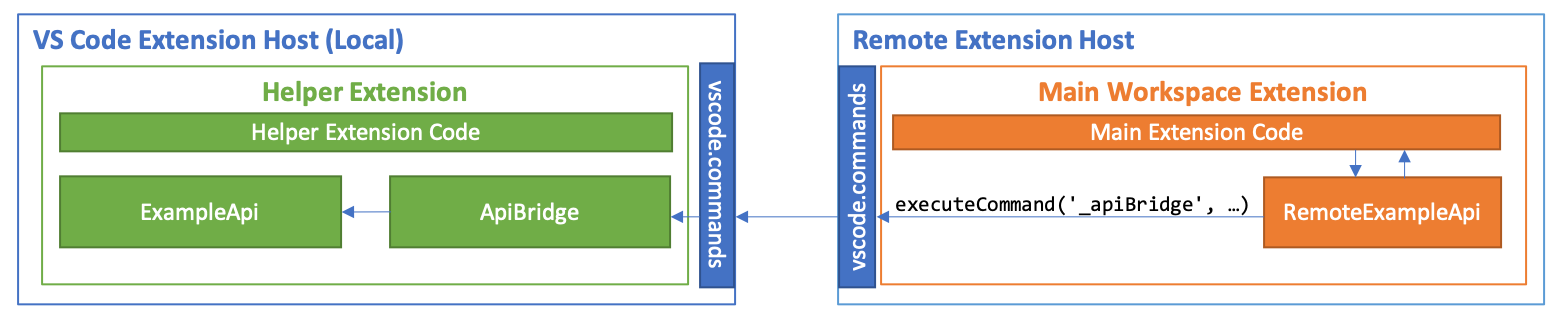 VS Code Extension Host (Local)
Helper Extension
Helper Extension Code
ExampleApi
ApiBridge
vscode.commands
Remote Extension Host
vscode.commands
Main Workspace Extension
Main Extension Code
executeCommand('_apiBridge', …)
RemoteExampleApi